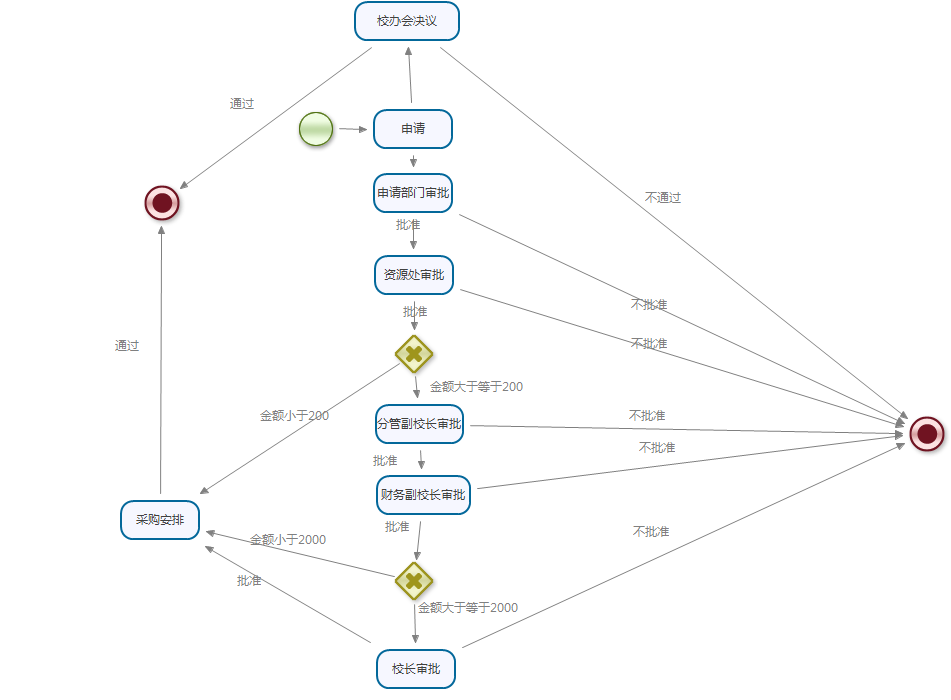 校办会决议
通过
申请
申请部门审批
不通过
批准
资源处审批
不批准
批准
不批准
通过
金额大于等于200
金额小于200
分管副校长审批
不批准
批准
不批准
财务副校长审批
采购安排
批准
不批准
金额小于2000
批准
金额大于等于2000
校长审批